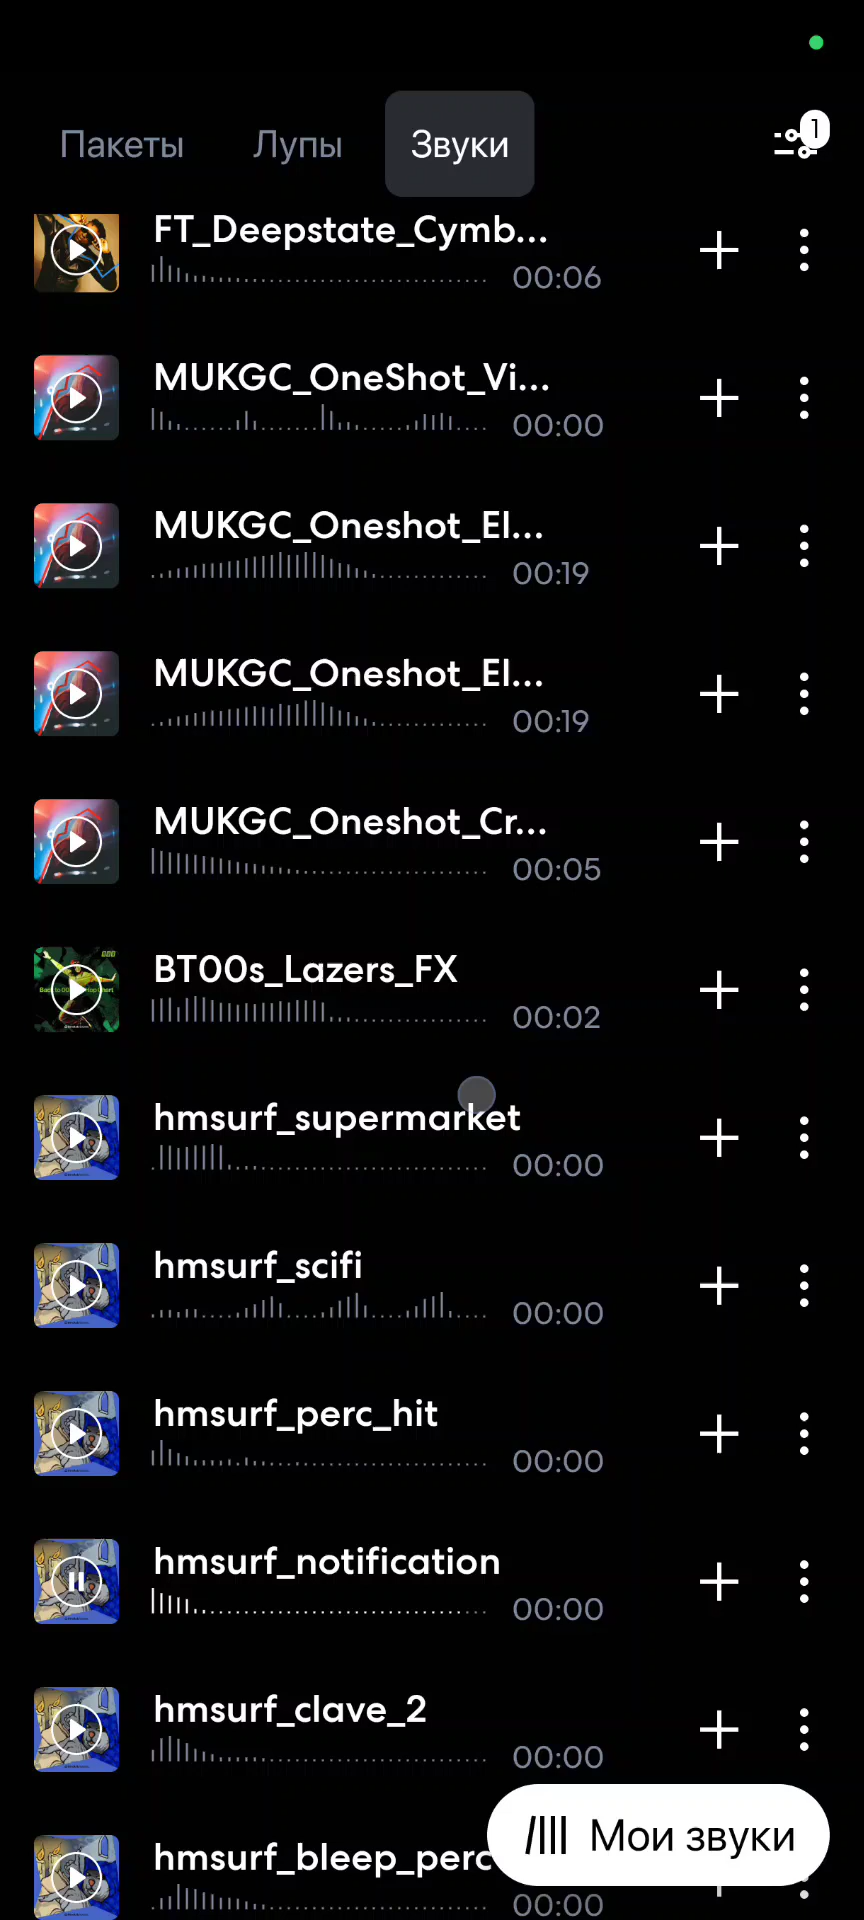 1
Пакеты
Лупы
Звуки
FT_Deepstate_Cymb...
00:06
MUKGC_OneShot_Vi...
00:00
MUKGC_Oneshot_El...
00:19
MUKGC_Oneshot_El...
00:19
MUKGC_Oneshot_Cr...
00:05
BT00s_Lazers_FX
00:02
hmsurf_supermarket
00:00
hmsurf_scifi
00:00
hmsurf_perc_hit
00:00
hmsurf_notification
00:00
hmsurf_clave_2
00:00
hmsurf_bleep_perc
00:00
Мои звуки